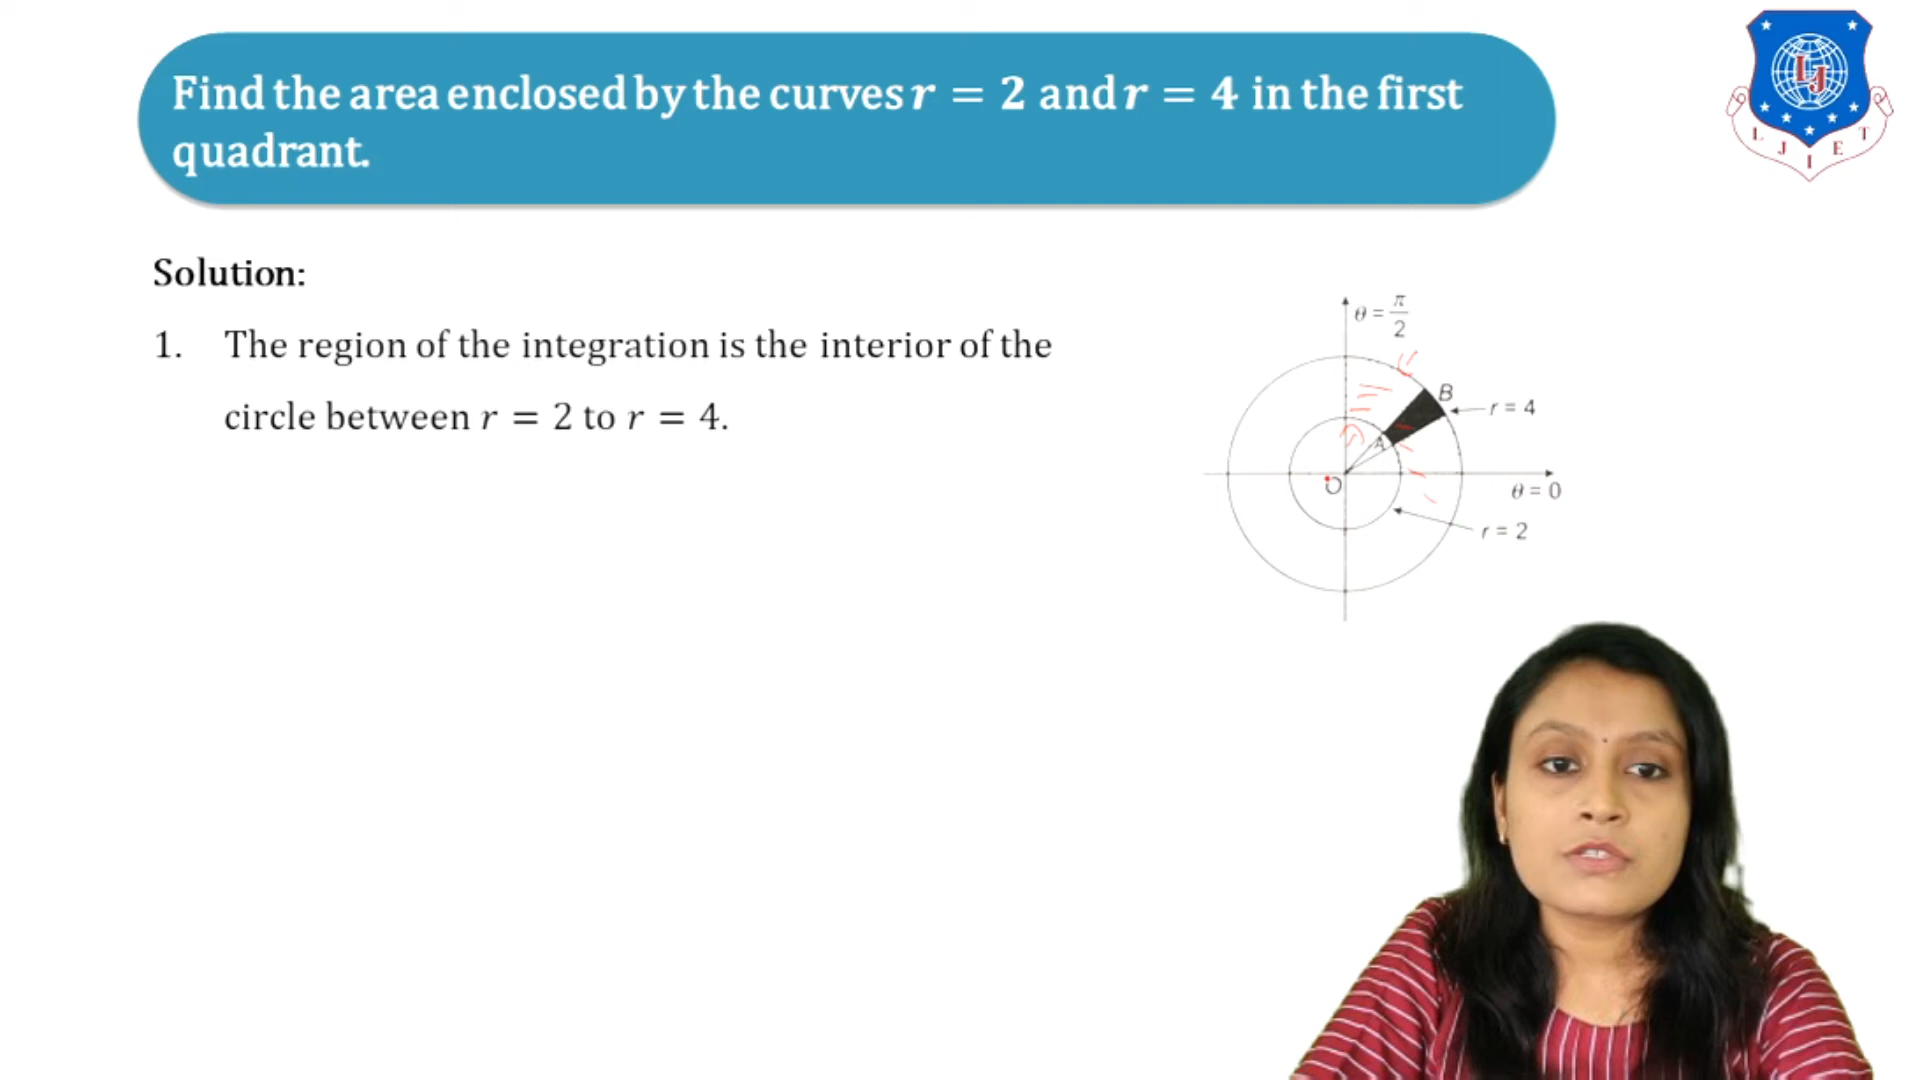 Find the area enclosed by the curves r = 2 and r = 4 in the first
quadrant.
LJ
L J I E T
Solution:
1. The region of the integration is the interior of the
circle between r = 2 to r = 4.
θ = π/2
B
r = 4
A
O
θ = 0
r = 2